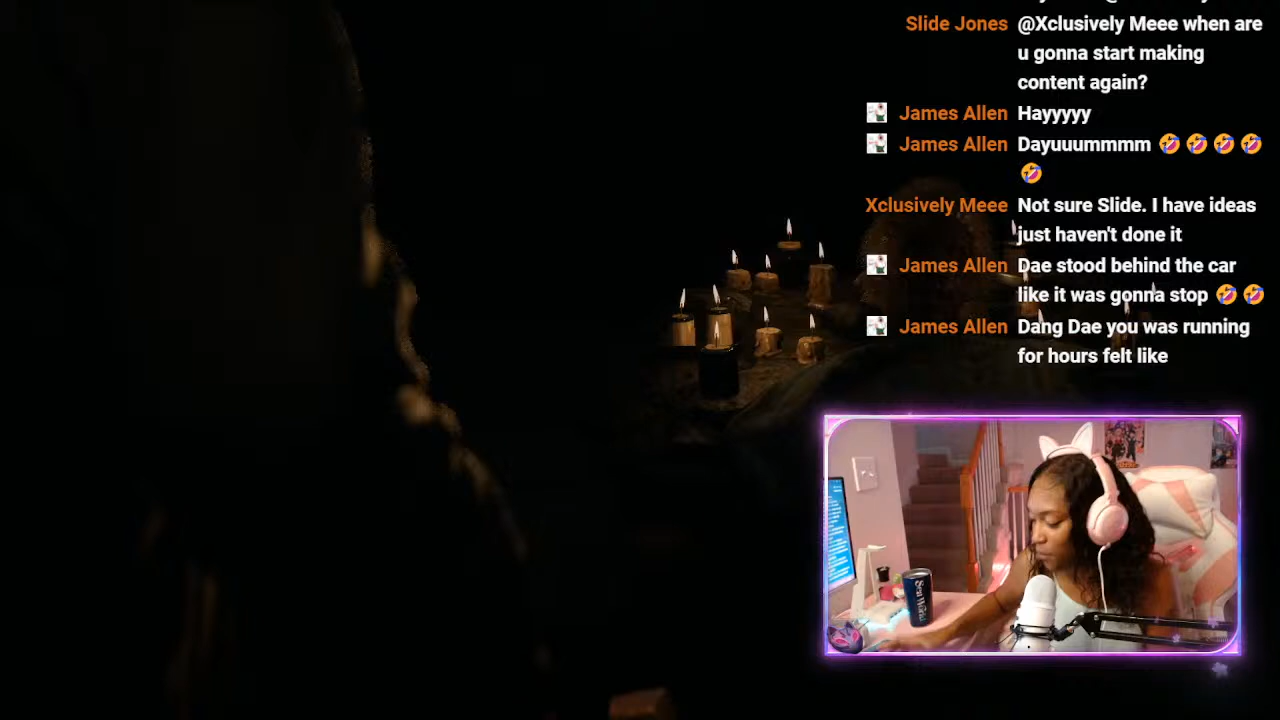 Slide Jones @Xclusively Meee when are
u gonna start making
content again?
James Allen Hayyyyy
James Allen Dayuuummmm 🤣 🤣 🤣 🤣
🤣
Xclusively Meee Not sure Slide. I have ideas
just haven't done it
James Allen Dae stood behind the car
like it was gonna stop 🤣 🤣
James Allen Dang Dae you was running
for hours felt like